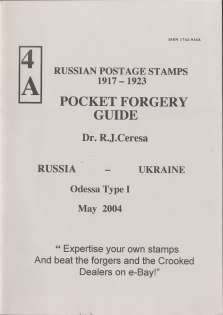 ISSN 1742-934X
4
A
RUSSIAN POSTAGE STAMPS
1917 – 1923
POCKET FORGERY
GUIDE
Dr. R.J.Ceresa
RUSSIA – UKRAINE
Odessa Type I
May 2004
“ Expertise your own stamps
And beat the forgers and the Crooked
Dealers on e-Bay!”